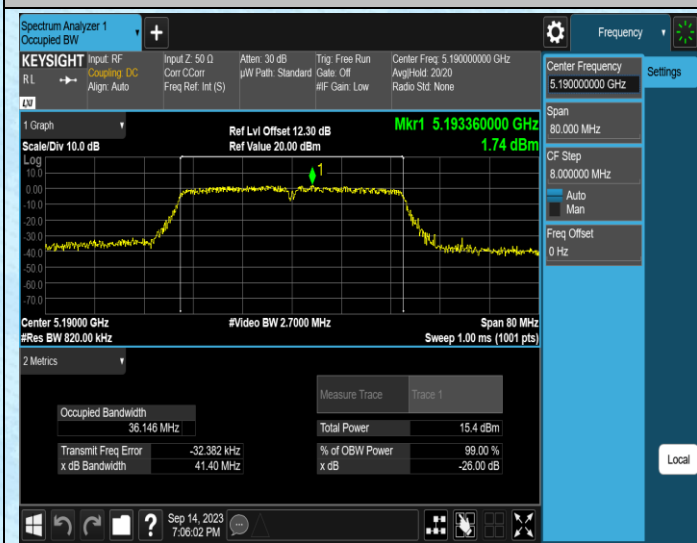 Spectrum Analyzer 1
Occupied BW
+
Frequency
KEYSIGHT
RL
LXI
Input: RF
Coupling: DC
Align: Auto
Input Z: 50 Ω
Corr CCorr
Freq Ref: Int (S)
Atten: 30 dB
µW Path: Standard
Trig: Free Run
Gate: Off
#IF Gain: Low
Center Freq: 5.190000000 GHz
Avg|Hold: 20/20
Radio Std: None
Center Frequency
5.190000000 GHz
Settings
Span
80.000 MHz
CF Step
8.000000 MHz
Auto
Man
Freq Offset
0 Hz
1 Graph
Scale/Div 10.0 dB
Ref Lvl Offset 12.30 dB
Ref Value 20.00 dBm
Mkr1 5.193360000 GHz
1.74 dBm
Log
10.0
0.00
-10.0
-20.0
-30.0
-40.0
-50.0
-60.0
-70.0
1
Center 5.19000 GHz
#Res BW 820.00 kHz
#Video BW 2.7000 MHz
Span 80 MHz
Sweep 1.00 ms (1001 pts)
2 Metrics
Measure Trace
Trace 1
Occupied Bandwidth
36.146 MHz
Total Power
15.4 dBm
Transmit Freq Error
-32.382 kHz
% of OBW Power
99.00 %
x dB Bandwidth
41.40 MHz
x dB
-26.00 dB
Local
?
Sep 14, 2023
7:06:02 PM